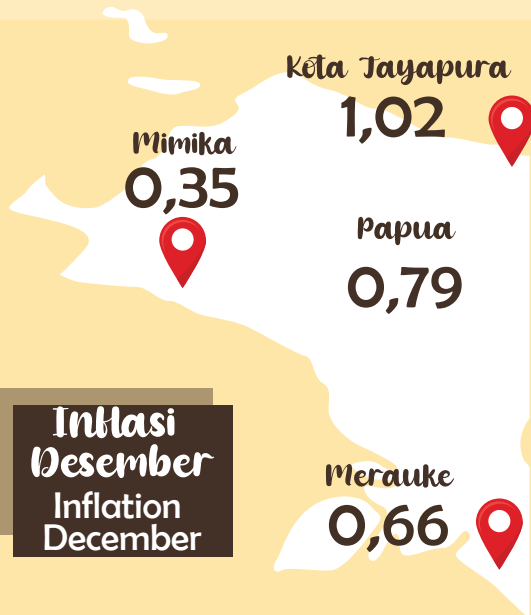 Kota Jayapura
1,02
Mimika
0,35
Papua
0,79
Inflasi
Desember
Inflation
December
Merauke
0,66